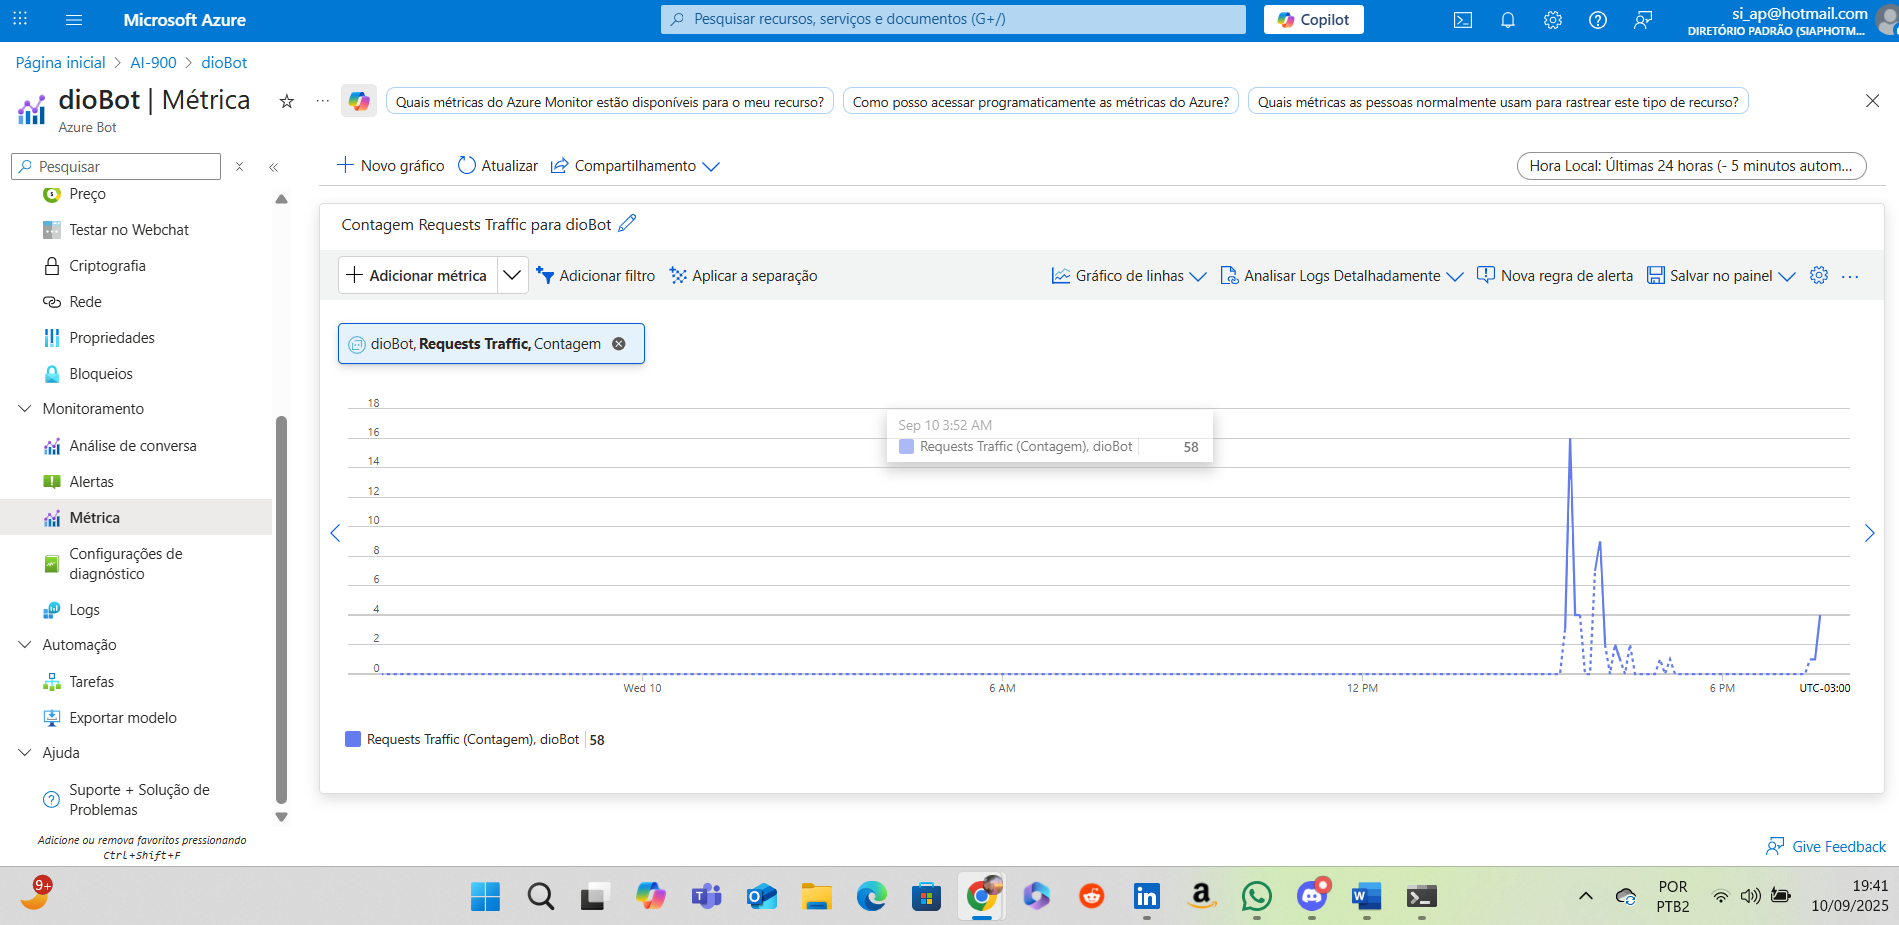 Microsoft Azure
Pesquisar recursos, serviços e documentos (G+/)
Copilot
si_ap@hotmail.com
DIRETÓRIO PADRÃO (SIAPHOTM...
Página inicial > AI-900 > dioBot
dioBot | Métrica
Azure Bot
Quais métricas do Azure Monitor estão disponíveis para o meu recurso?
Como posso acessar programaticamente as métricas do Azure?
Quais métricas as pessoas normalmente usam para rastrear este tipo de recurso?
Pesquisar
Preço
Testar no Webchat
Criptografia
Rede
Propriedades
Bloqueios
Monitoramento
Análise de conversa
Alertas
Métrica
Configurações de
diagnóstico
Logs
Automação
Tarefas
Exportar modelo
Ajuda
Suporte + Solução de
Problemas
Adicione ou remova favoritos pressionando
Ctrl+Shift+F
Novo gráfico
Atualizar
Compartilhamento
Hora Local: Últimas 24 horas (- 5 minutos autom...
Contagem Requests Traffic para dioBot
Adicionar métrica
Adicionar filtro
Aplicar a separação
Gráfico de linhas
Analisar Logs Detalhadamente
Nova regra de alerta
Salvar no painel
dioBot, Requests Traffic, Contagem
18
16
14
12
10
8
6
4
2
0
Sep 10 3:52 AM
Requests Traffic (Contagem), dioBot 58
Wed 10
6 AM
12 PM
6 PM
UTC-03:00
Requests Traffic (Contagem), dioBot 58
Give Feedback
9+
POR
PTB2
19:41
10/09/2025